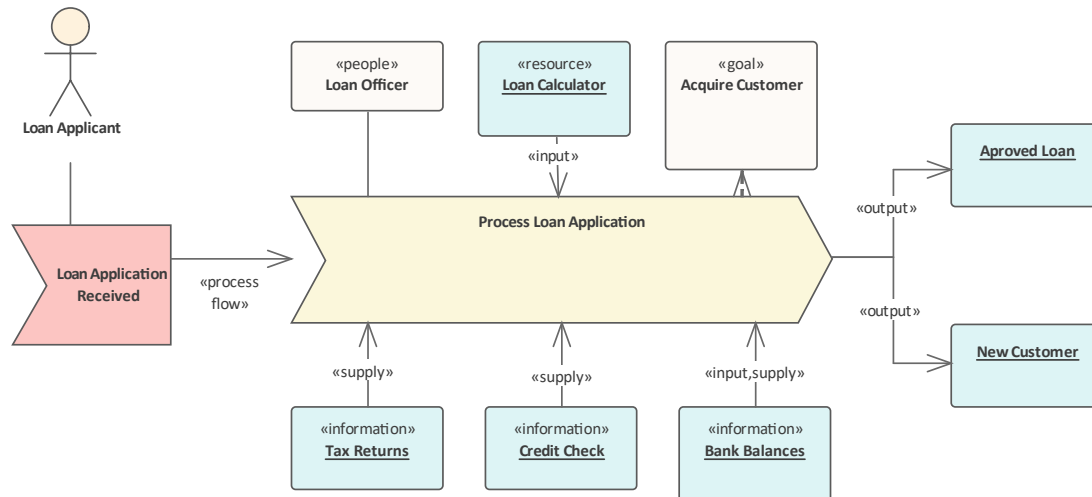 Loan Applicant
«people»
Loan Officer
«resource»
Loan Calculator
«goal»
Acquire Customer
«input»
Aproved Loan
«output»
Process Loan Application
Loan Application
Received
«process
flow»
«output»
New Customer
«supply»
«supply»
«input,supply»
«information»
Tax Returns
«information»
Credit Check
«information»
Bank Balances